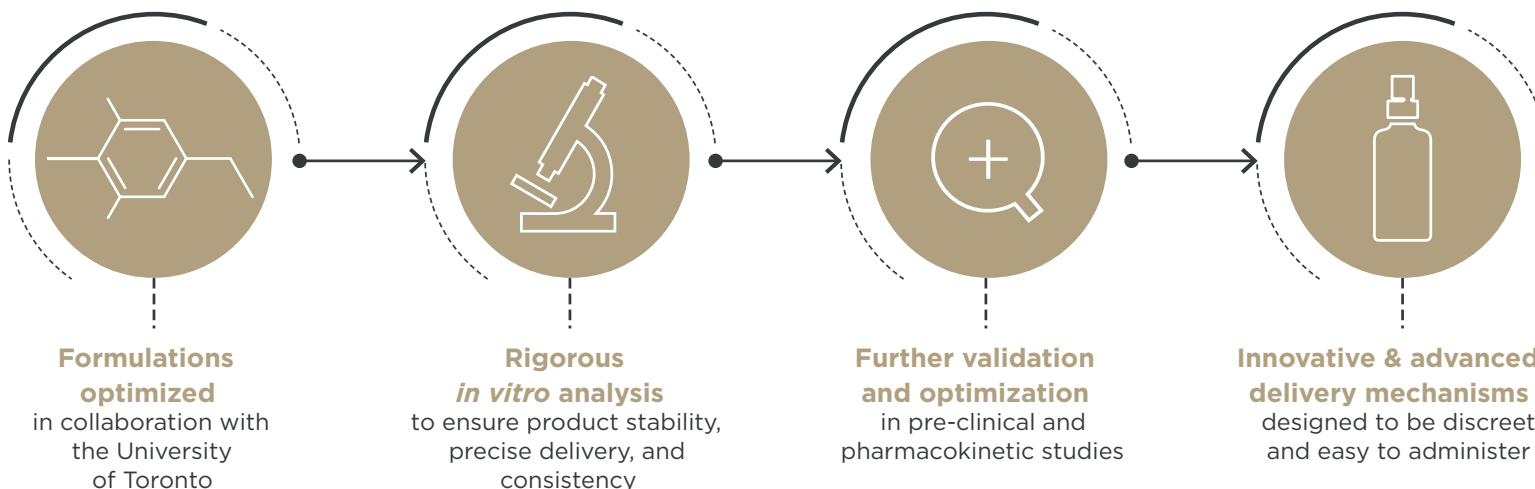 Formulations
optimized
in collaboration with
the University
of Toronto
Rigorous
in vitro analysis
to ensure product stability,
precise delivery, and
consistency
Further validation
and optimization
in pre-clinical and
pharmacokinetic studies
Innovative & advanced
delivery mechanisms
designed to be discreet
and easy to administer